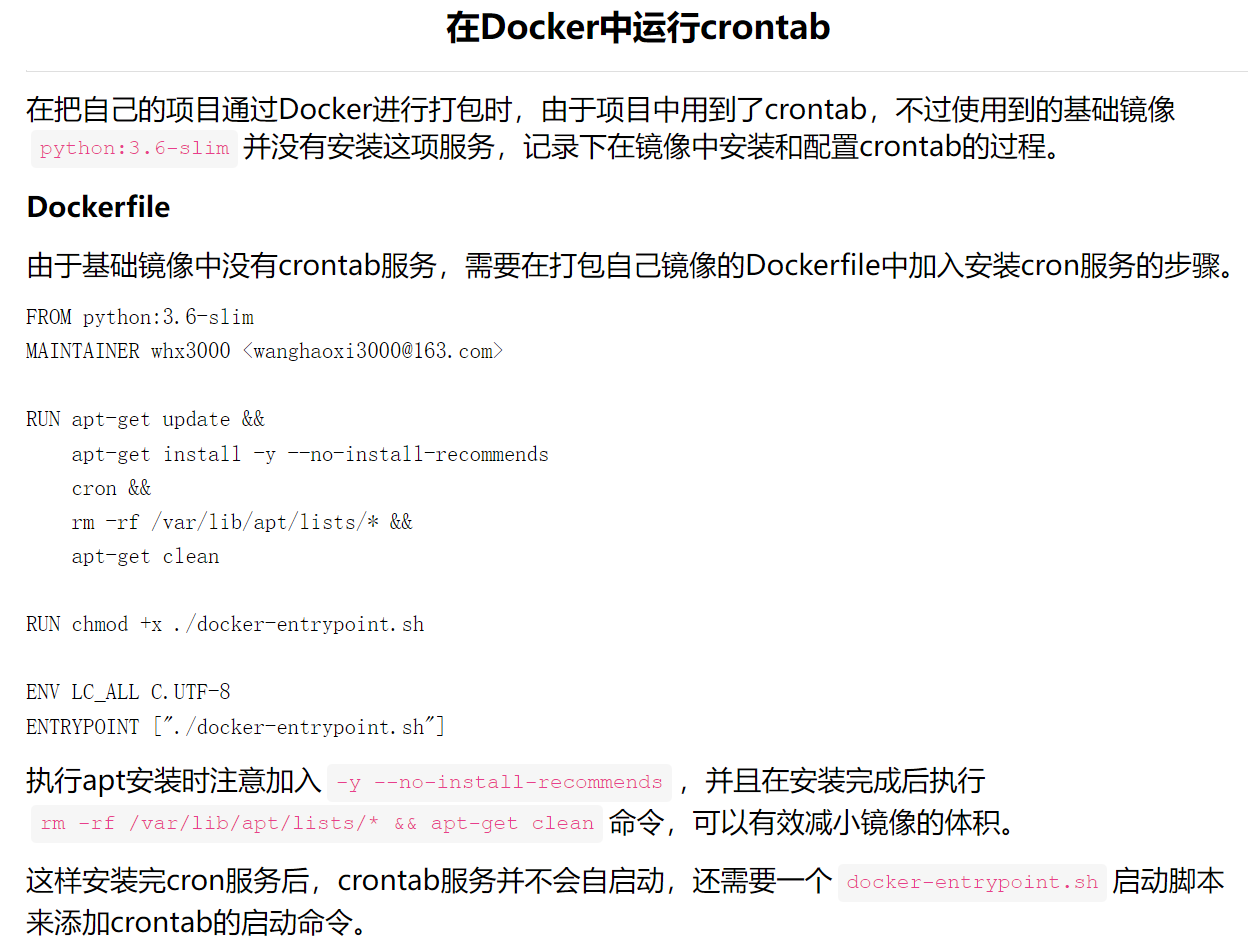 在Docker中运行crontab
在把自己的项目通过Docker进行打包时，由于项目中用到了crontab，不过使用到的基础镜像
python:3.6-slim 并没有安装这项服务，记录下在镜像中安装和配置crontab的过程。
Dockerfile
由于基础镜像中没有crontab服务，需要在打包自己镜像的Dockerfile中加入安装cron服务的步骤。
FROM python:3.6-slim
MAINTAINER whx3000 <wanghaoxi3000@163.com>
RUN apt-get update &&
    apt-get install -y --no-install-recommends
    cron &&
    rm -rf /var/lib/apt/lists/* &&
    apt-get clean
RUN chmod +x ./docker-entrypoint.sh
ENV LC_ALL C.UTF-8
ENTRYPOINT ["./docker-entrypoint.sh"]
执行apt安装时注意加入 -y --no-install-recommends ，并且在安装完成后执行
rm -rf /var/lib/apt/lists/* && apt-get clean 命令，可以有效减小镜像的体积。
这样安装完cron服务后，crontab服务并不会自启动，还需要一个 docker-entrypoint.sh 启动脚本
来添加crontab的启动命令。